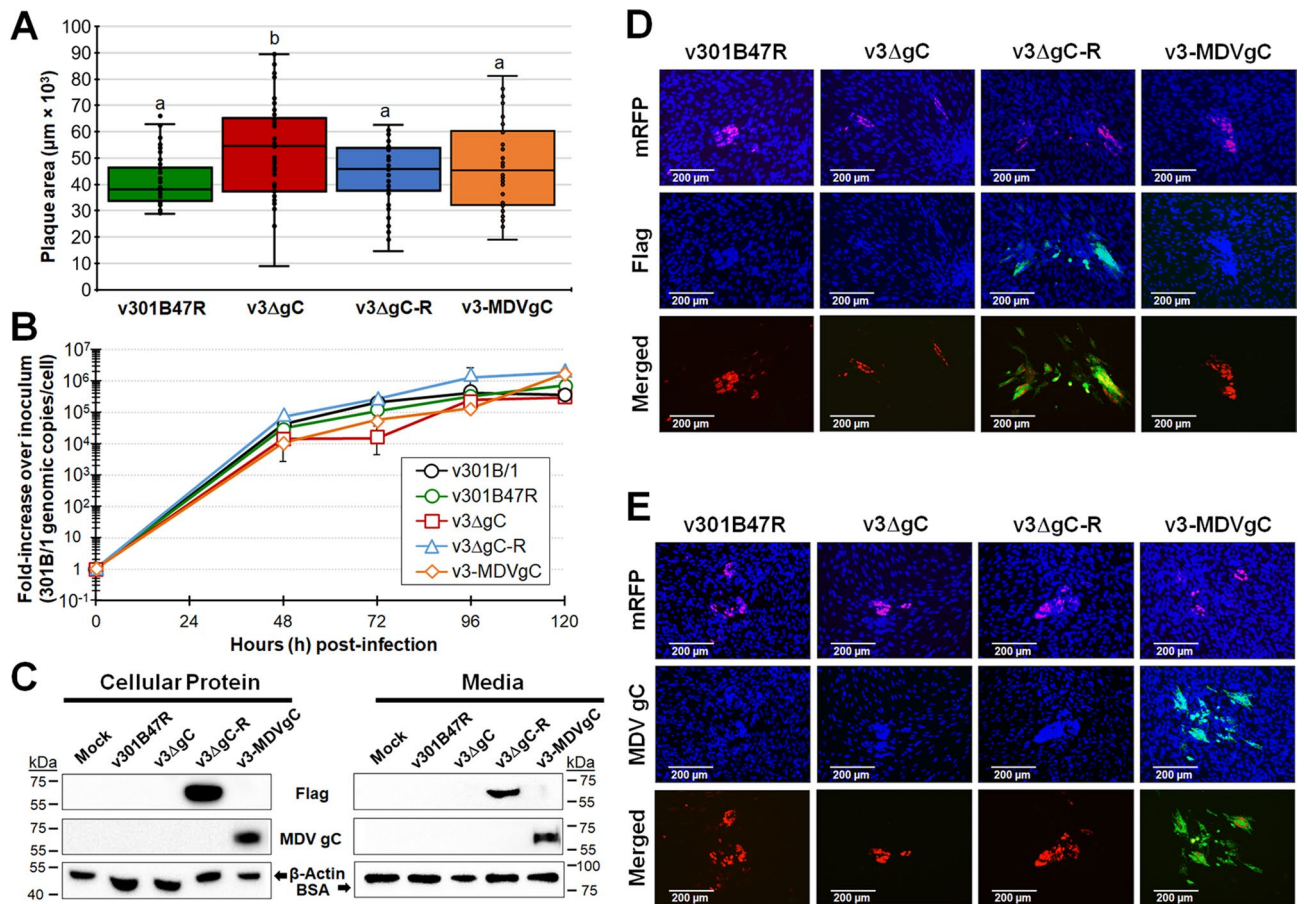 A
Plaque area (µm × 10³)
100
90
80
70
60
50
40
30
20
10
0
a
b
a
a
v301B47R
v3ΔgC
v3ΔgC-R
v3-MDVgC
B
Fold-increase over inoculum
(301B/1 genomic copies/cell)
10⁷
10⁶
10⁵
10⁴
10³
10²
10
1
10⁻¹
0
24
48
72
96
120
Hours (h) post-infection
v301B/1
v301B47R
v3ΔgC
v3ΔgC-R
v3-MDVgC
C
Cellular Protein
Media
kDa
Mock
v301B47R
v3ΔgC
v3ΔgC-R
v3-MDVgC
Mock
v301B47R
v3ΔgC
v3ΔgC-R
v3-MDVgC
kDa
75
55
Flag
75
55
75
55
MDV gC
75
55
55
40
β-Actin
BSA
100
75
D
v301B47R
v3ΔgC
v3ΔgC-R
v3-MDVgC
mRFP
200 µm
200 µm
200 µm
200 µm
Flag
200 µm
200 µm
200 µm
200 µm
Merged
200 µm
200 µm
200 µm
200 µm
E
v301B47R
v3ΔgC
v3ΔgC-R
v3-MDVgC
mRFP
200 µm
200 µm
200 µm
200 µm
MDV gC
200 µm
200 µm
200 µm
200 µm
Merged
200 µm
200 µm
200 µm
200 µm